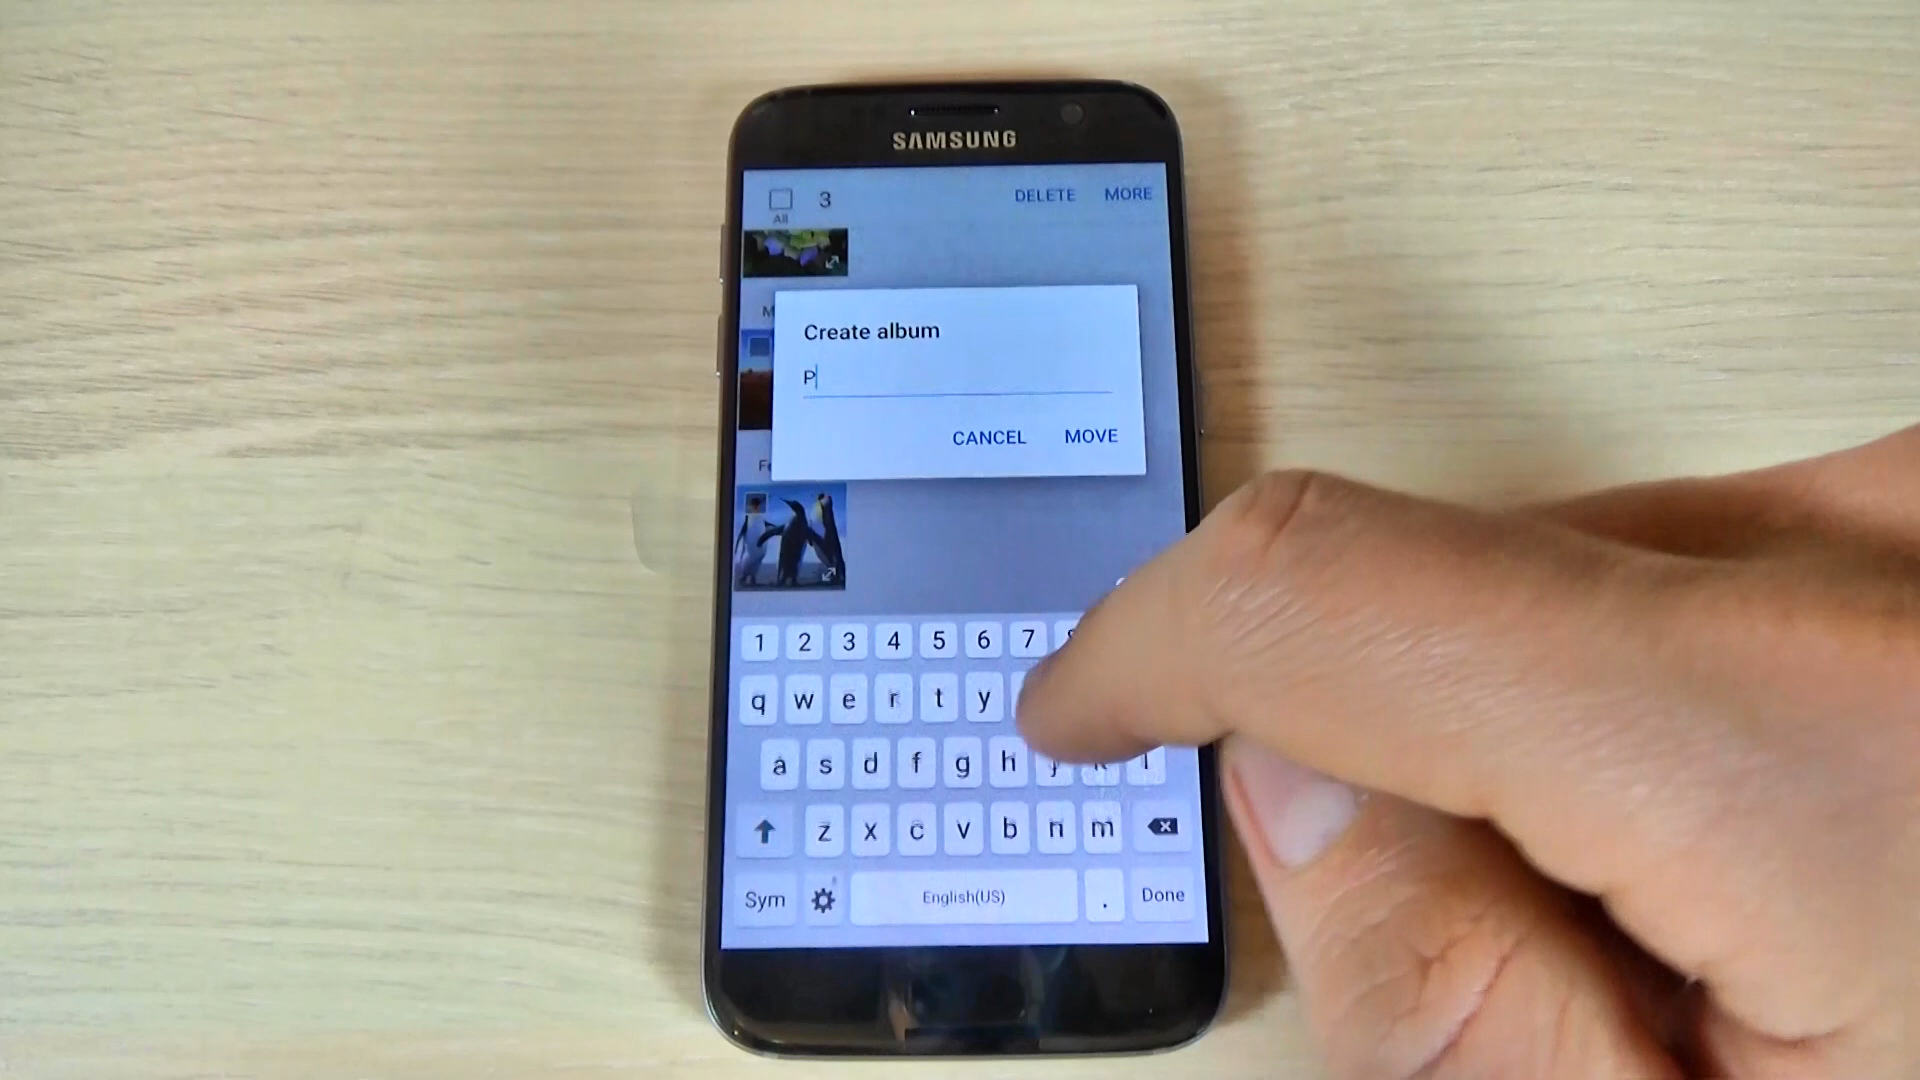 SAMSUNG
3 DELETE MORE
All
Create album
P
CANCEL MOVE
1 2 3 4 5 6 7
q w e r t y
a s d f g h j k l
z x c v b n m
Sym English(US) . Done